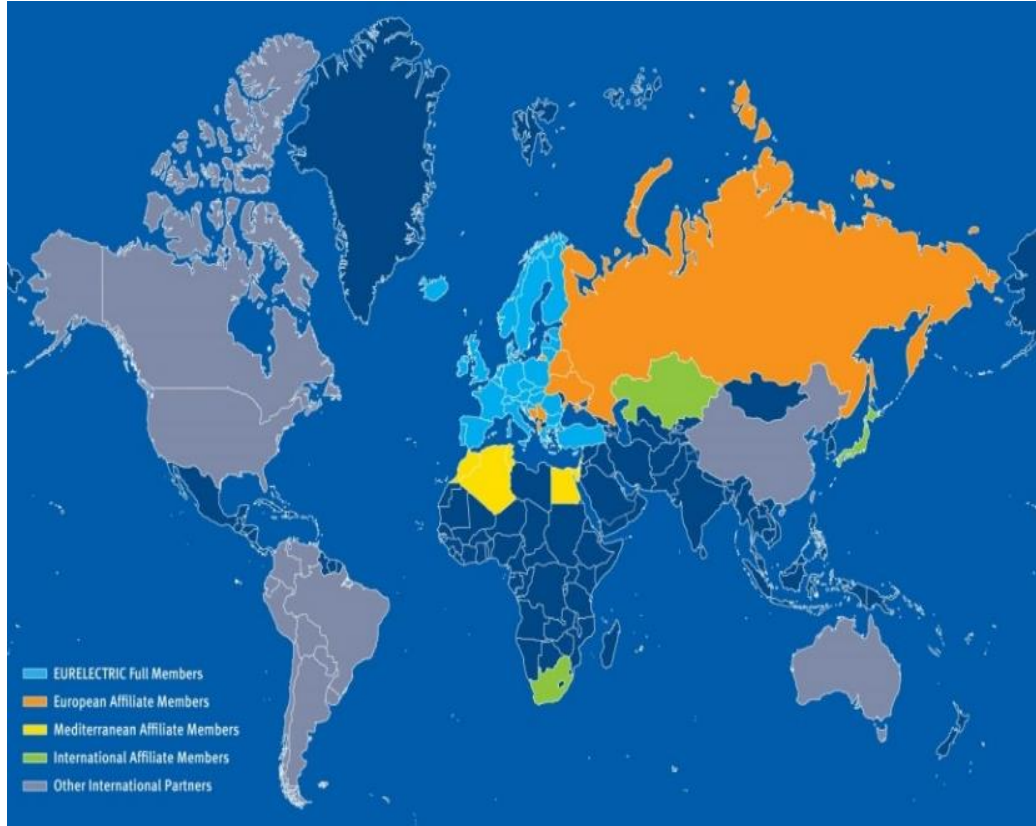 EURELECTRIC Full Members
European Affiliate Members
Mediterranean Affiliate Members
International Affiliate Members
Other International Partners